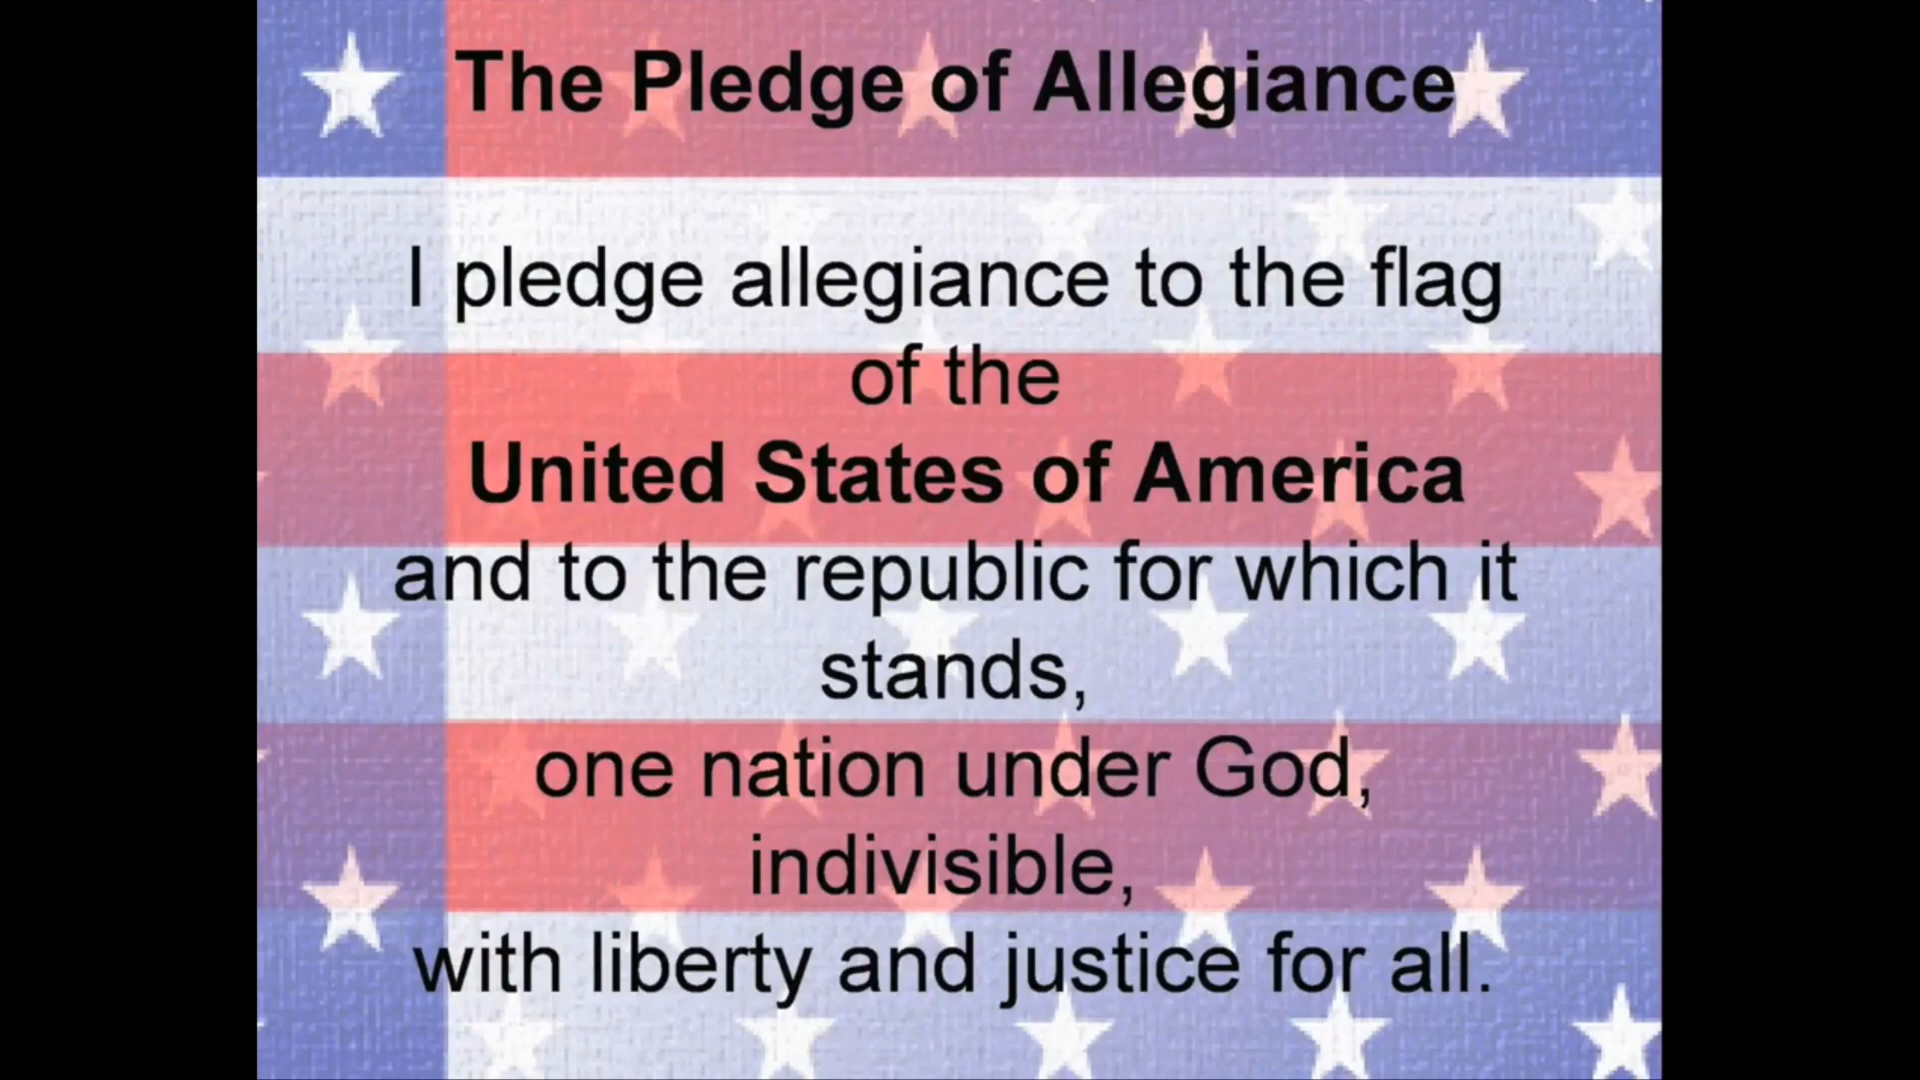 The Pledge of Allegiance
I pledge allegiance to the flag
of the
United States of America
and to the republic for which it
stands,
one nation under God,
indivisible,
with liberty and justice for all.